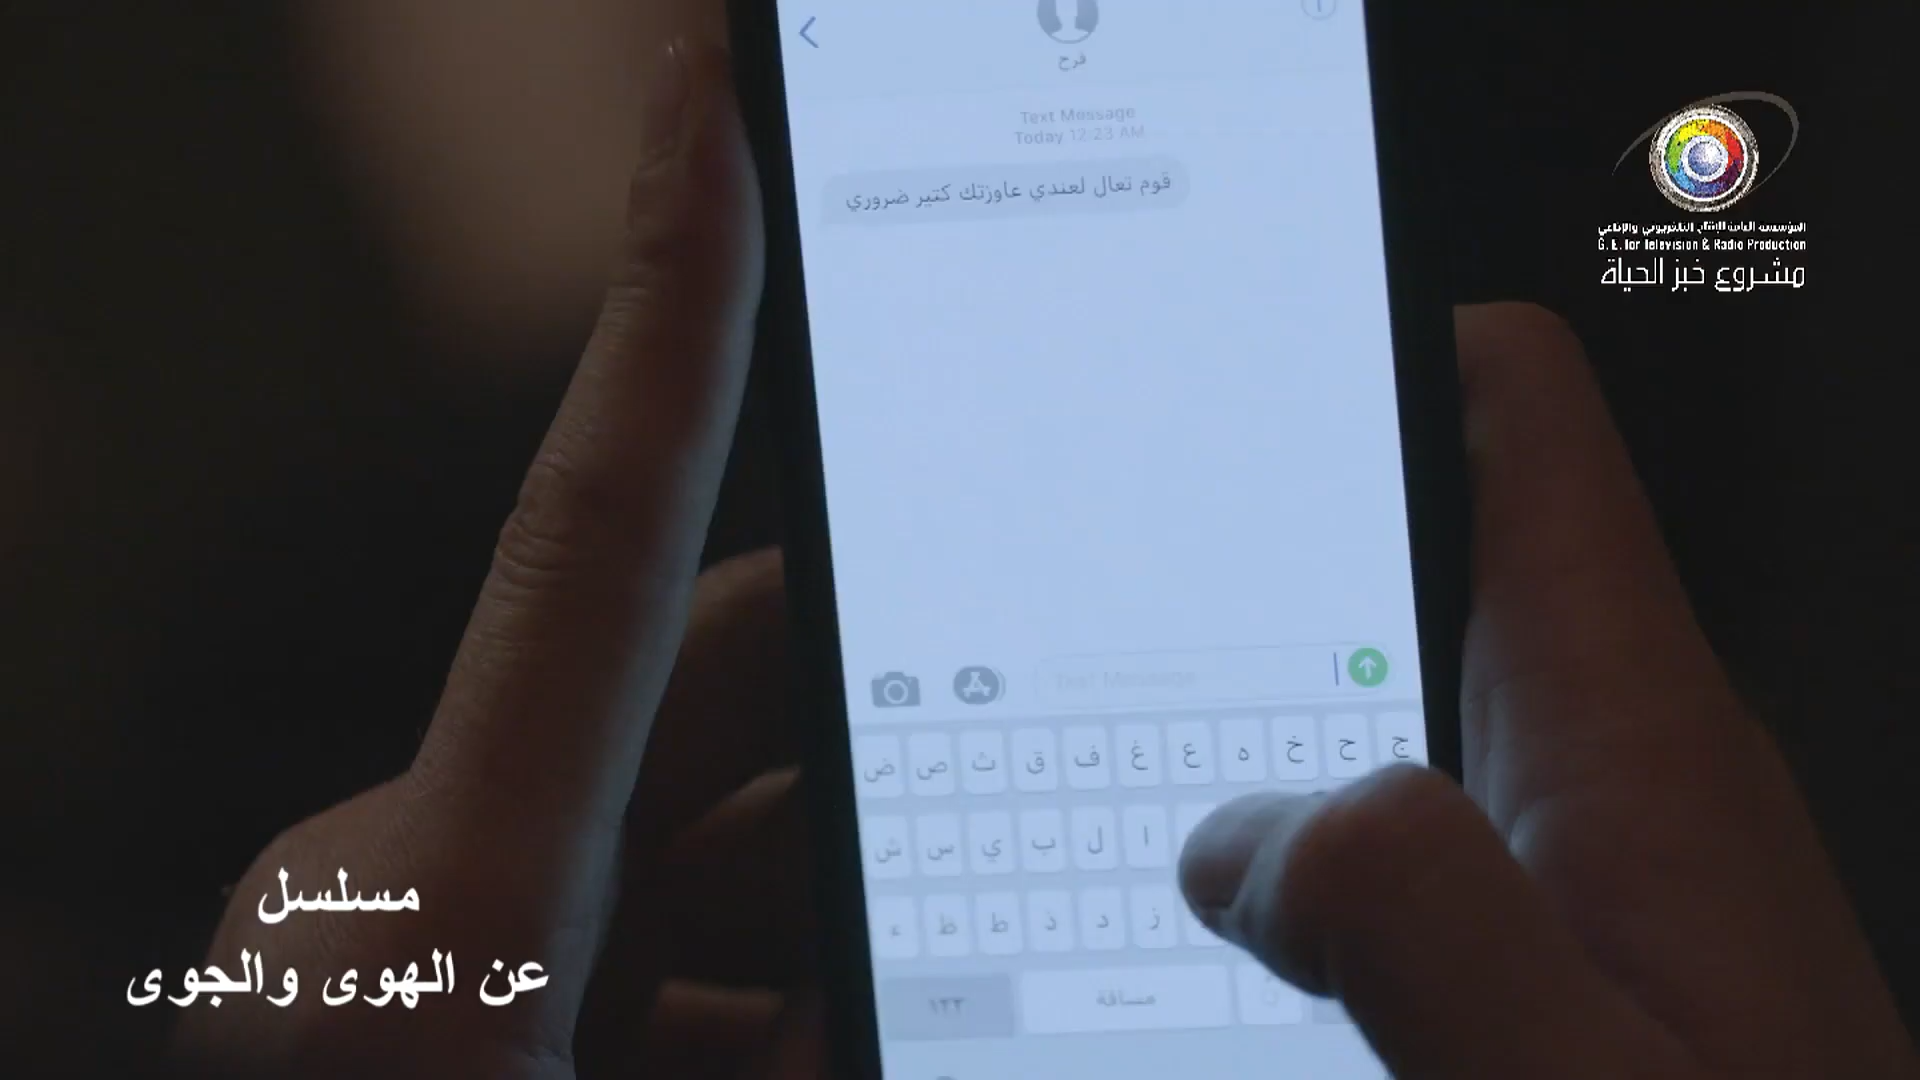 فرح
Text Message
Today 12:23 AM
قوم تعال لعندي عاوزتك كتير ضروري
Text Message
ض ص ث ق ف غ ع ه خ ح ج
ش س ي ب ل ا
ء ظ ط ذ د ز
١٢٣ مسافة
المؤسسة العامة للإنتاج التلفزيوني والإذاعي
G. E. for Television & Radio Production
مشروع خبز الحياة
مسلسل
عن الهوى والجوى